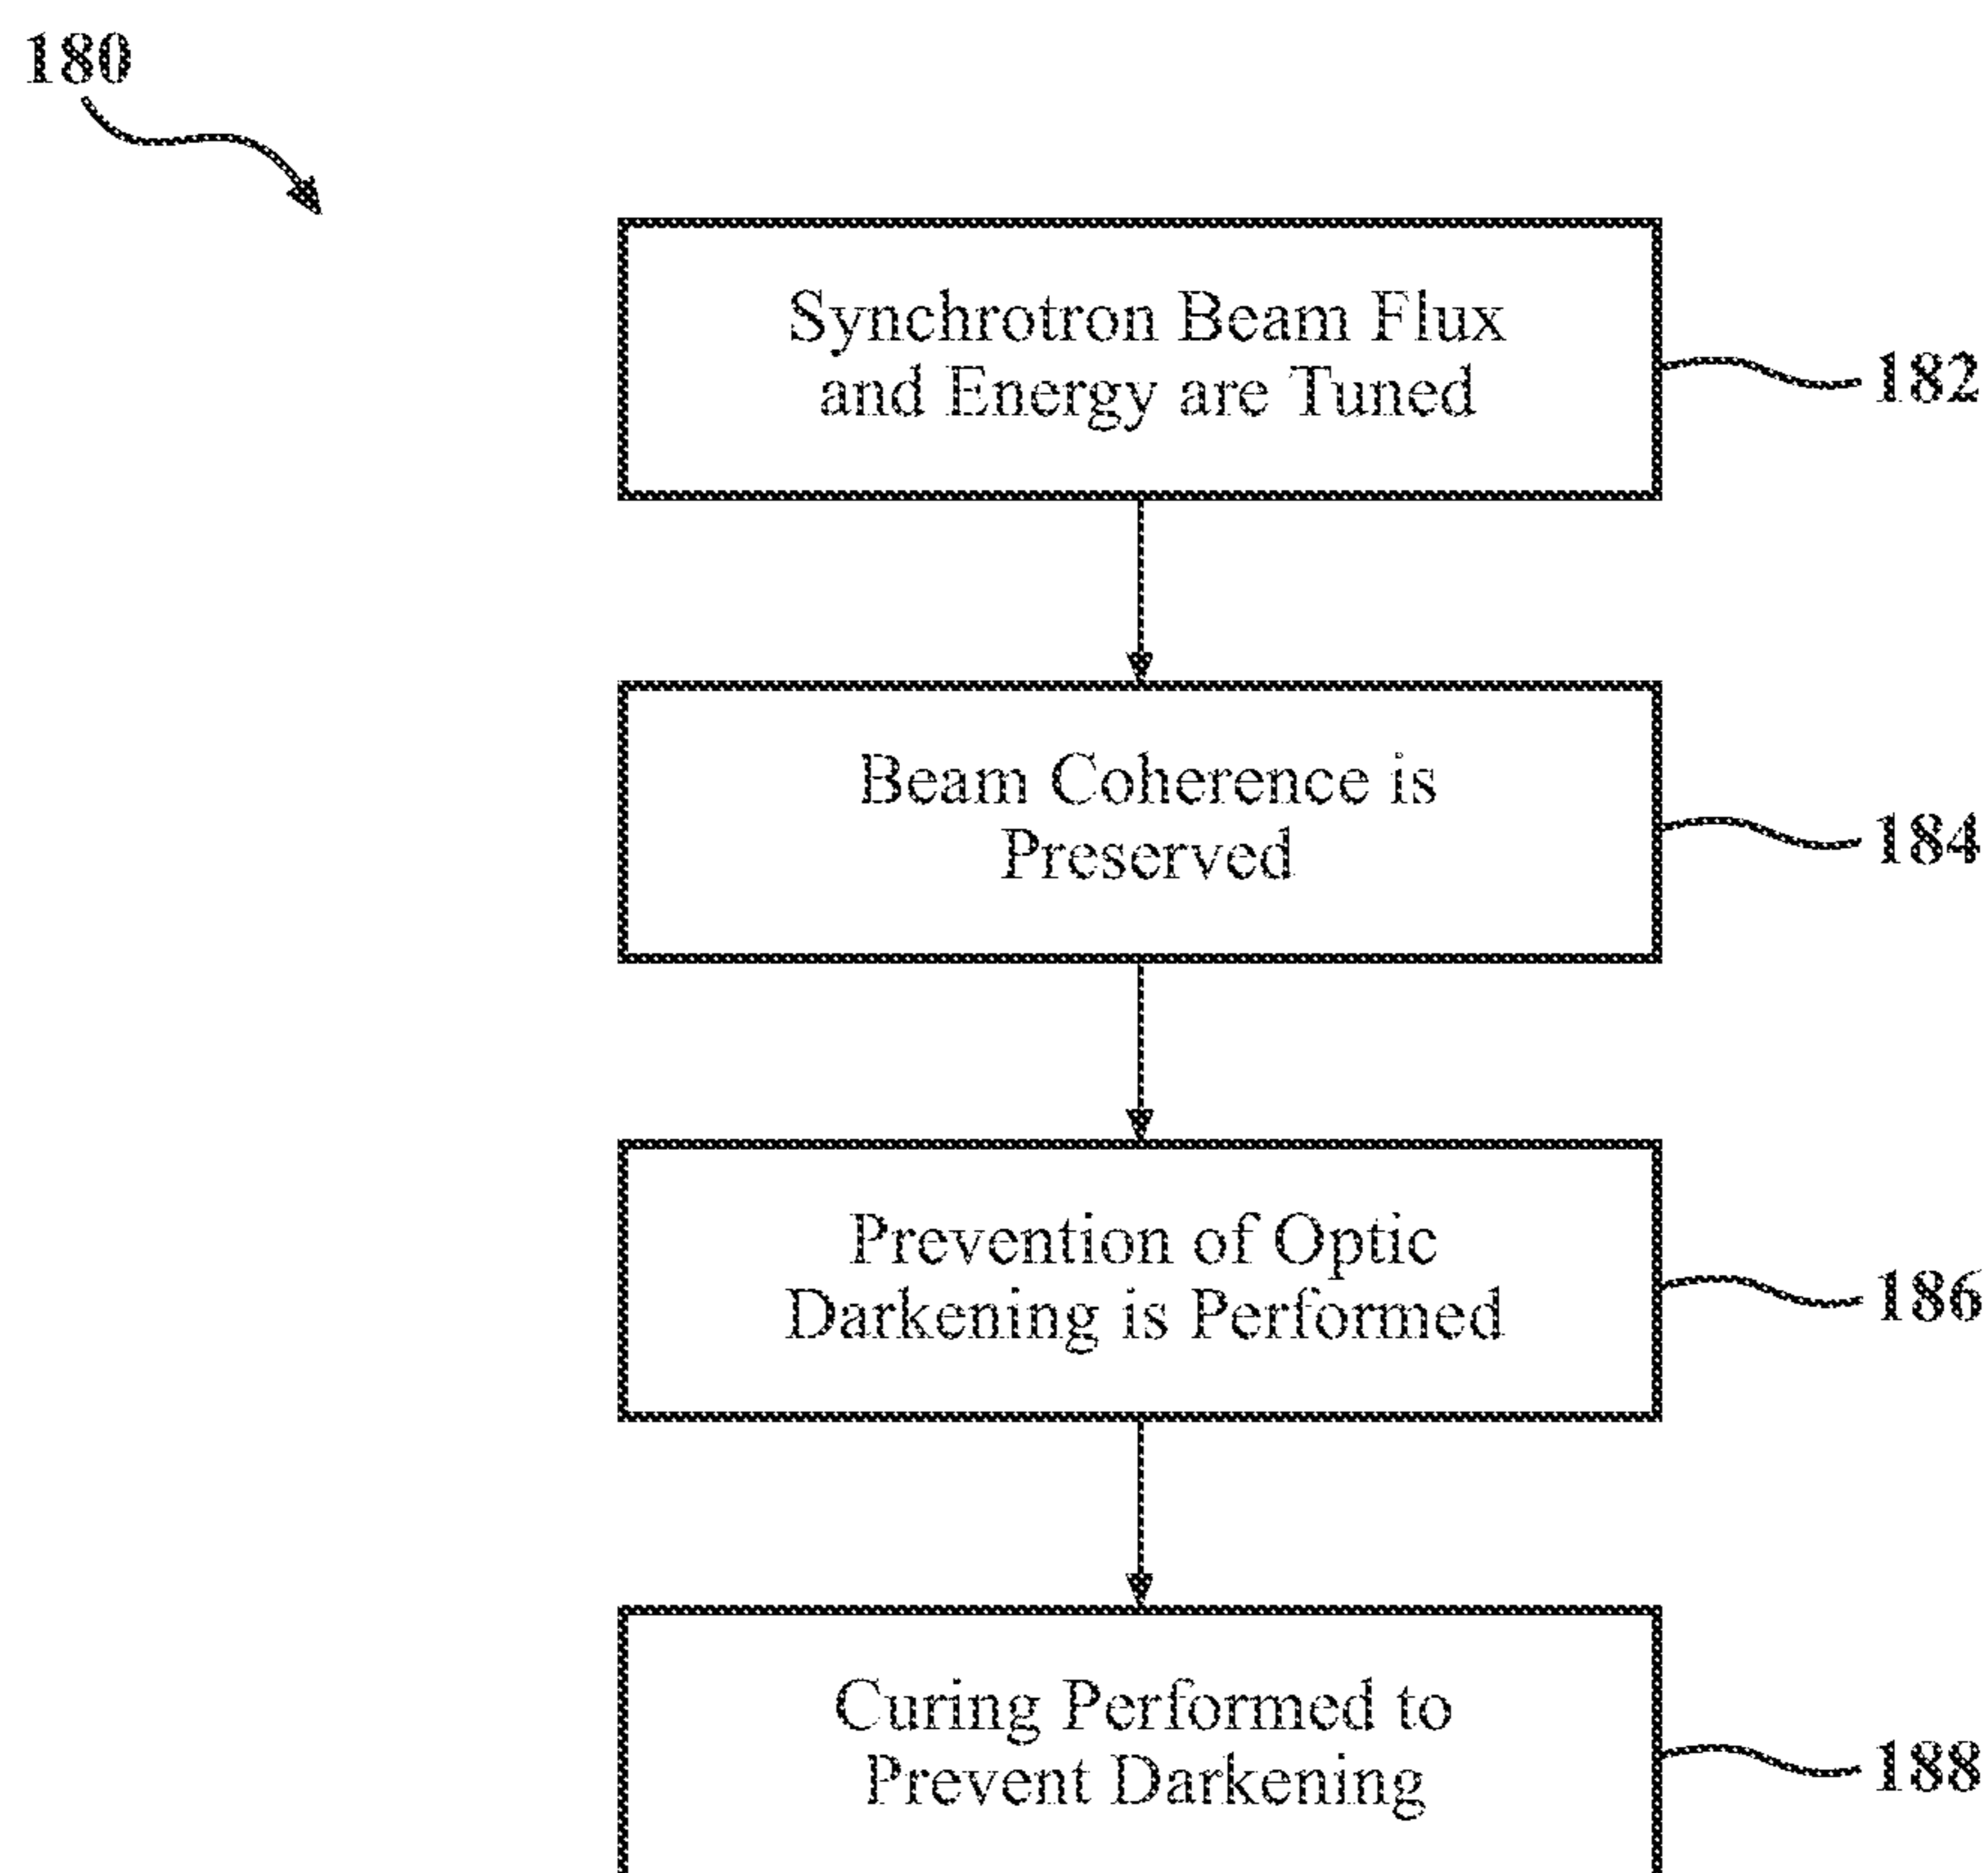 180
Synchrotron Beam Flux
and Energy are Tuned
182
Beam Coherence is
Preserved
184
Prevention of Optic
Darkening is Performed
186
Curing Performed to
Prevent Darkening
188